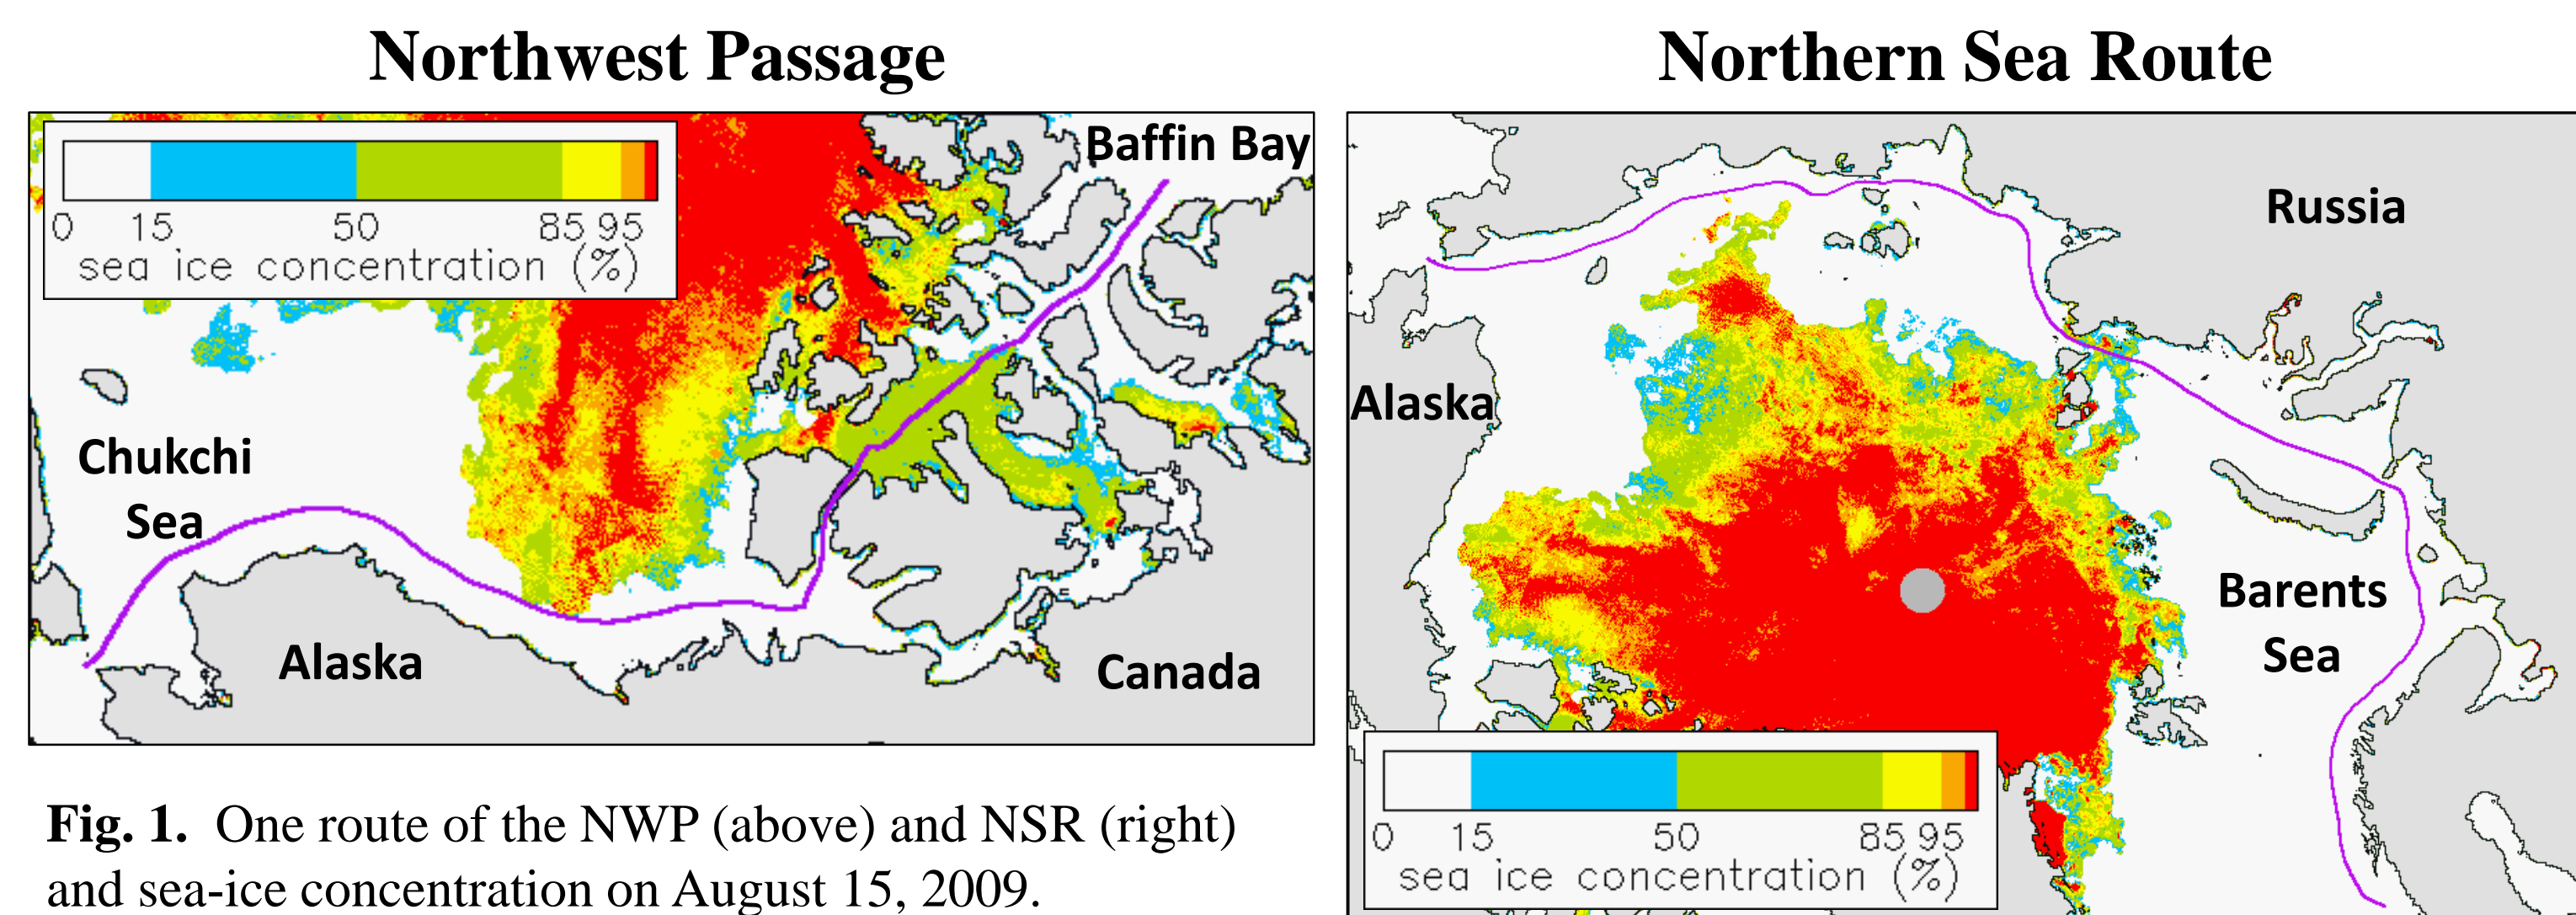 Northwest Passage
Baffin Bay
0 15 50 85 95
sea ice concentration (%)
Chukchi
Sea
Alaska
Canada
Fig. 1. One route of the NWP (above) and NSR (right)
and sea-ice concentration on August 15, 2009.
Northern Sea Route
Russia
Alaska
Barents
Sea
0 15 50 85 95
sea ice concentration (%)